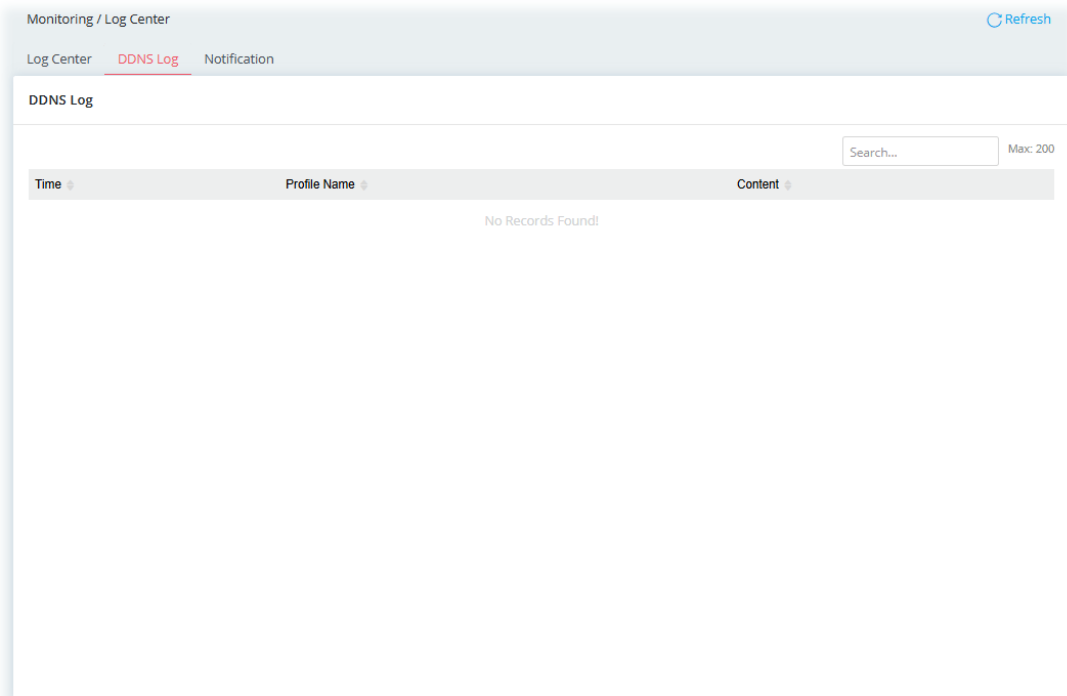 Monitoring / Log Center
Refresh
Log Center DDNS Log Notification
DDNS Log
Search...
Max: 200
Time Profile Name Content
No Records Found!